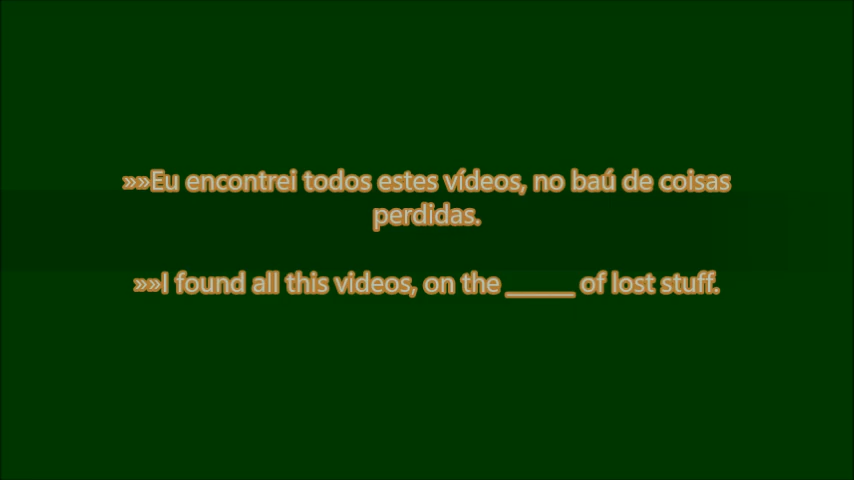 »»Eu encontrei todos estes vídeos, no baú de coisas
perdidas.
»»I found all this videos, on the _____ of lost stuff.